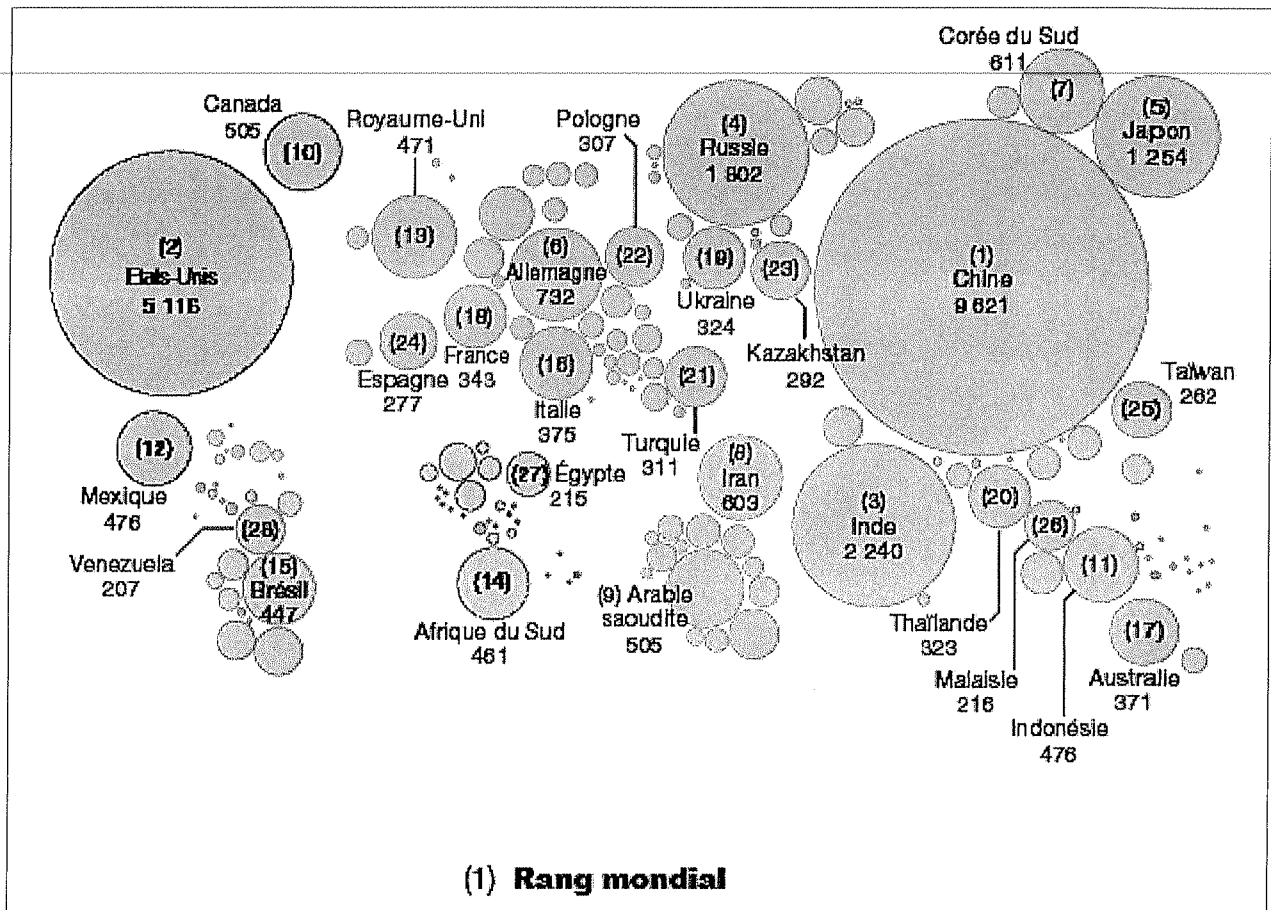 Corée du Sud
611
(7)
(5)
Japon
1 254
Canada
505
(10)
Royaume-Uni
471
(13)
Pologne
307
(22)
(4)
Russie
1 802
(2)
Etats-Unis
5 116
(6)
Allemagne
732
(19)
Ukraine
324
(23)
Kazakhstan
292
(1)
Chine
9 621
(18)
France
343
(24)
Espagne
277
(16)
Italie
375
(21)
Turquie
311
Taïwan
262
(25)
(12)
Mexique
476
(27)
Égypte
215
(8)
Iran
603
(3)
Inde
2 240
(20)
Thaïlande
323
(26)
Malaisie
216
(11)
Indonésie
476
(28)
Venezuela
207
(15)
Brésil
447
(14)
Afrique du Sud
461
(9) Arabie
saoudite
505
(17)
Australie
371
(1) Rang mondial